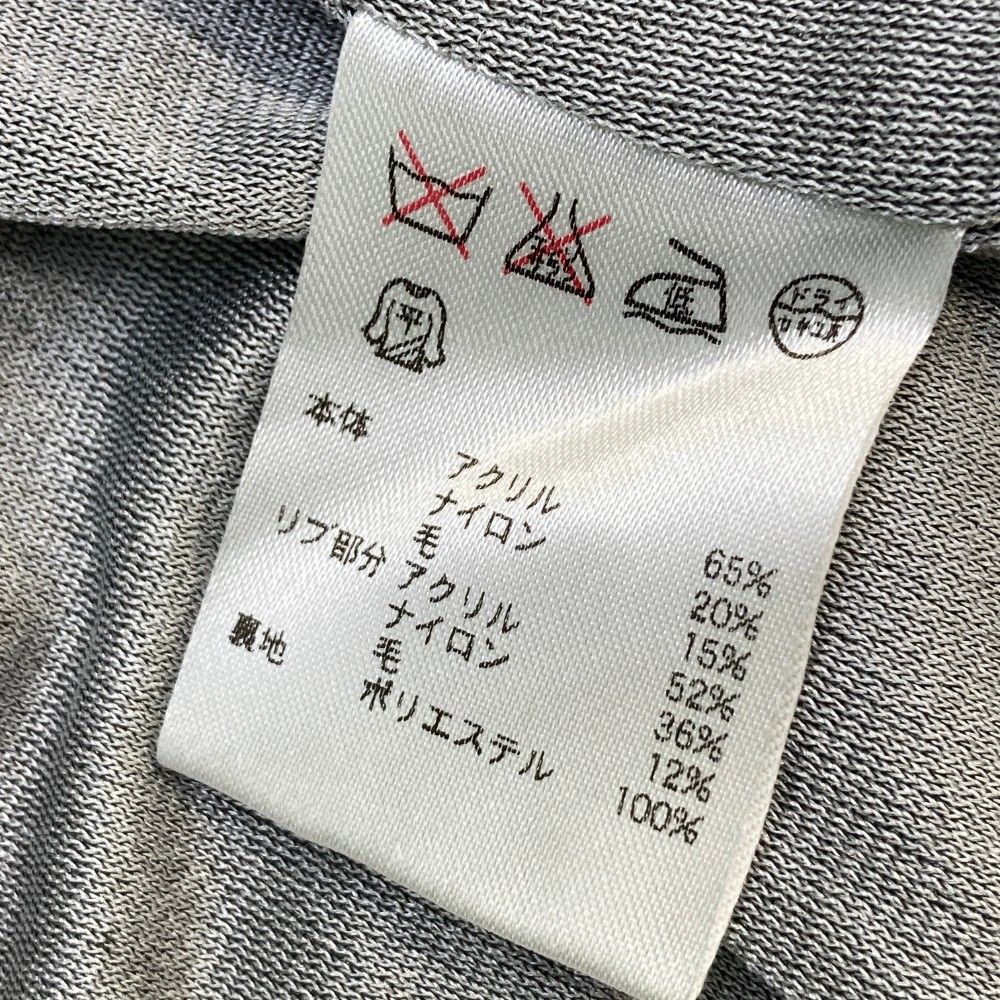 低
ドライ
セキユ系
平
本体 アクリル 65%
ナイロン 20%
毛 15%
リブ部分 アクリル 52%
ナイロン 36%
毛 12%
裏地 ポリエステル 100%